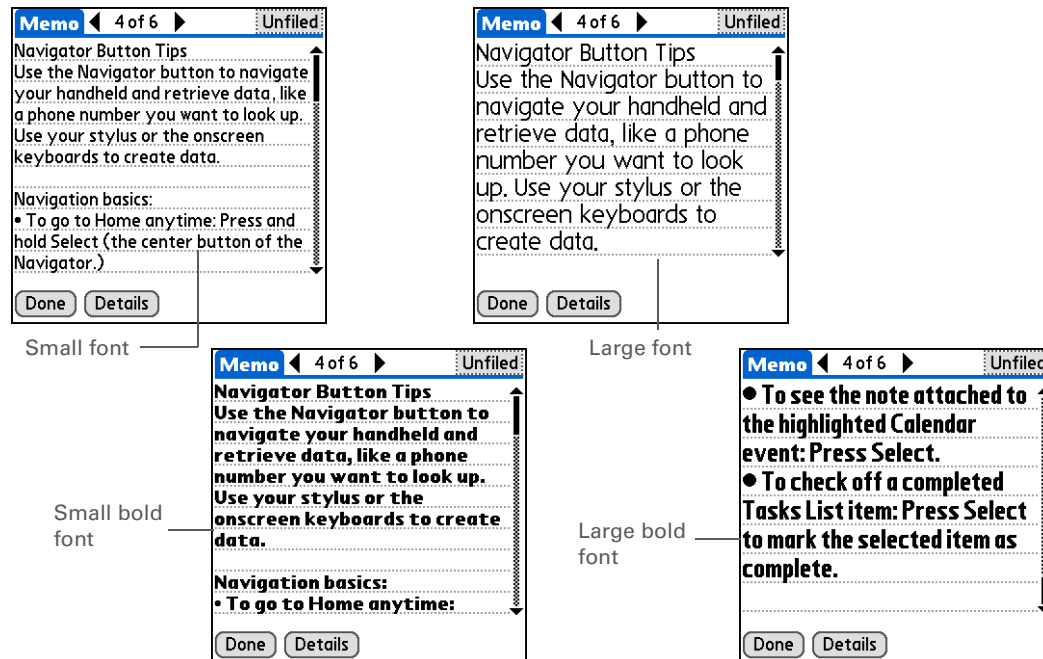 Memo 4 of 6 Unfiled
Navigator Button Tips
Use the Navigator button to navigate
your handheld and retrieve data, like
a phone number you want to look up.
Use your stylus or the onscreen
keyboards to create data.
Navigation basics:
• To go to Home anytime: Press and
hold Select (the center button of the
Navigator.)
Done Details
Small font
Memo 4 of 6 Unfiled
Navigator Button Tips
Use the Navigator button to
navigate your handheld and
retrieve data, like a phone
number you want to look
up. Use your stylus or the
onscreen keyboards to
create data.
Done Details
Large font
Memo 4 of 6 Unfiled
Navigator Button Tips
Use the Navigator button to
navigate your handheld and
retrieve data, like a phone
number you want to look up.
Use your stylus or the
onscreen keyboards to create
data.
Navigation basics:
• To go to Home anytime:
Done Details
Small bold
font
Memo 4 of 6 Unfiled
● To see the note attached to
the highlighted Calendar
event: Press Select.
● To check off a completed
Tasks List item: Press Select
to mark the selected item as
complete.
Done Details
Large bold
font